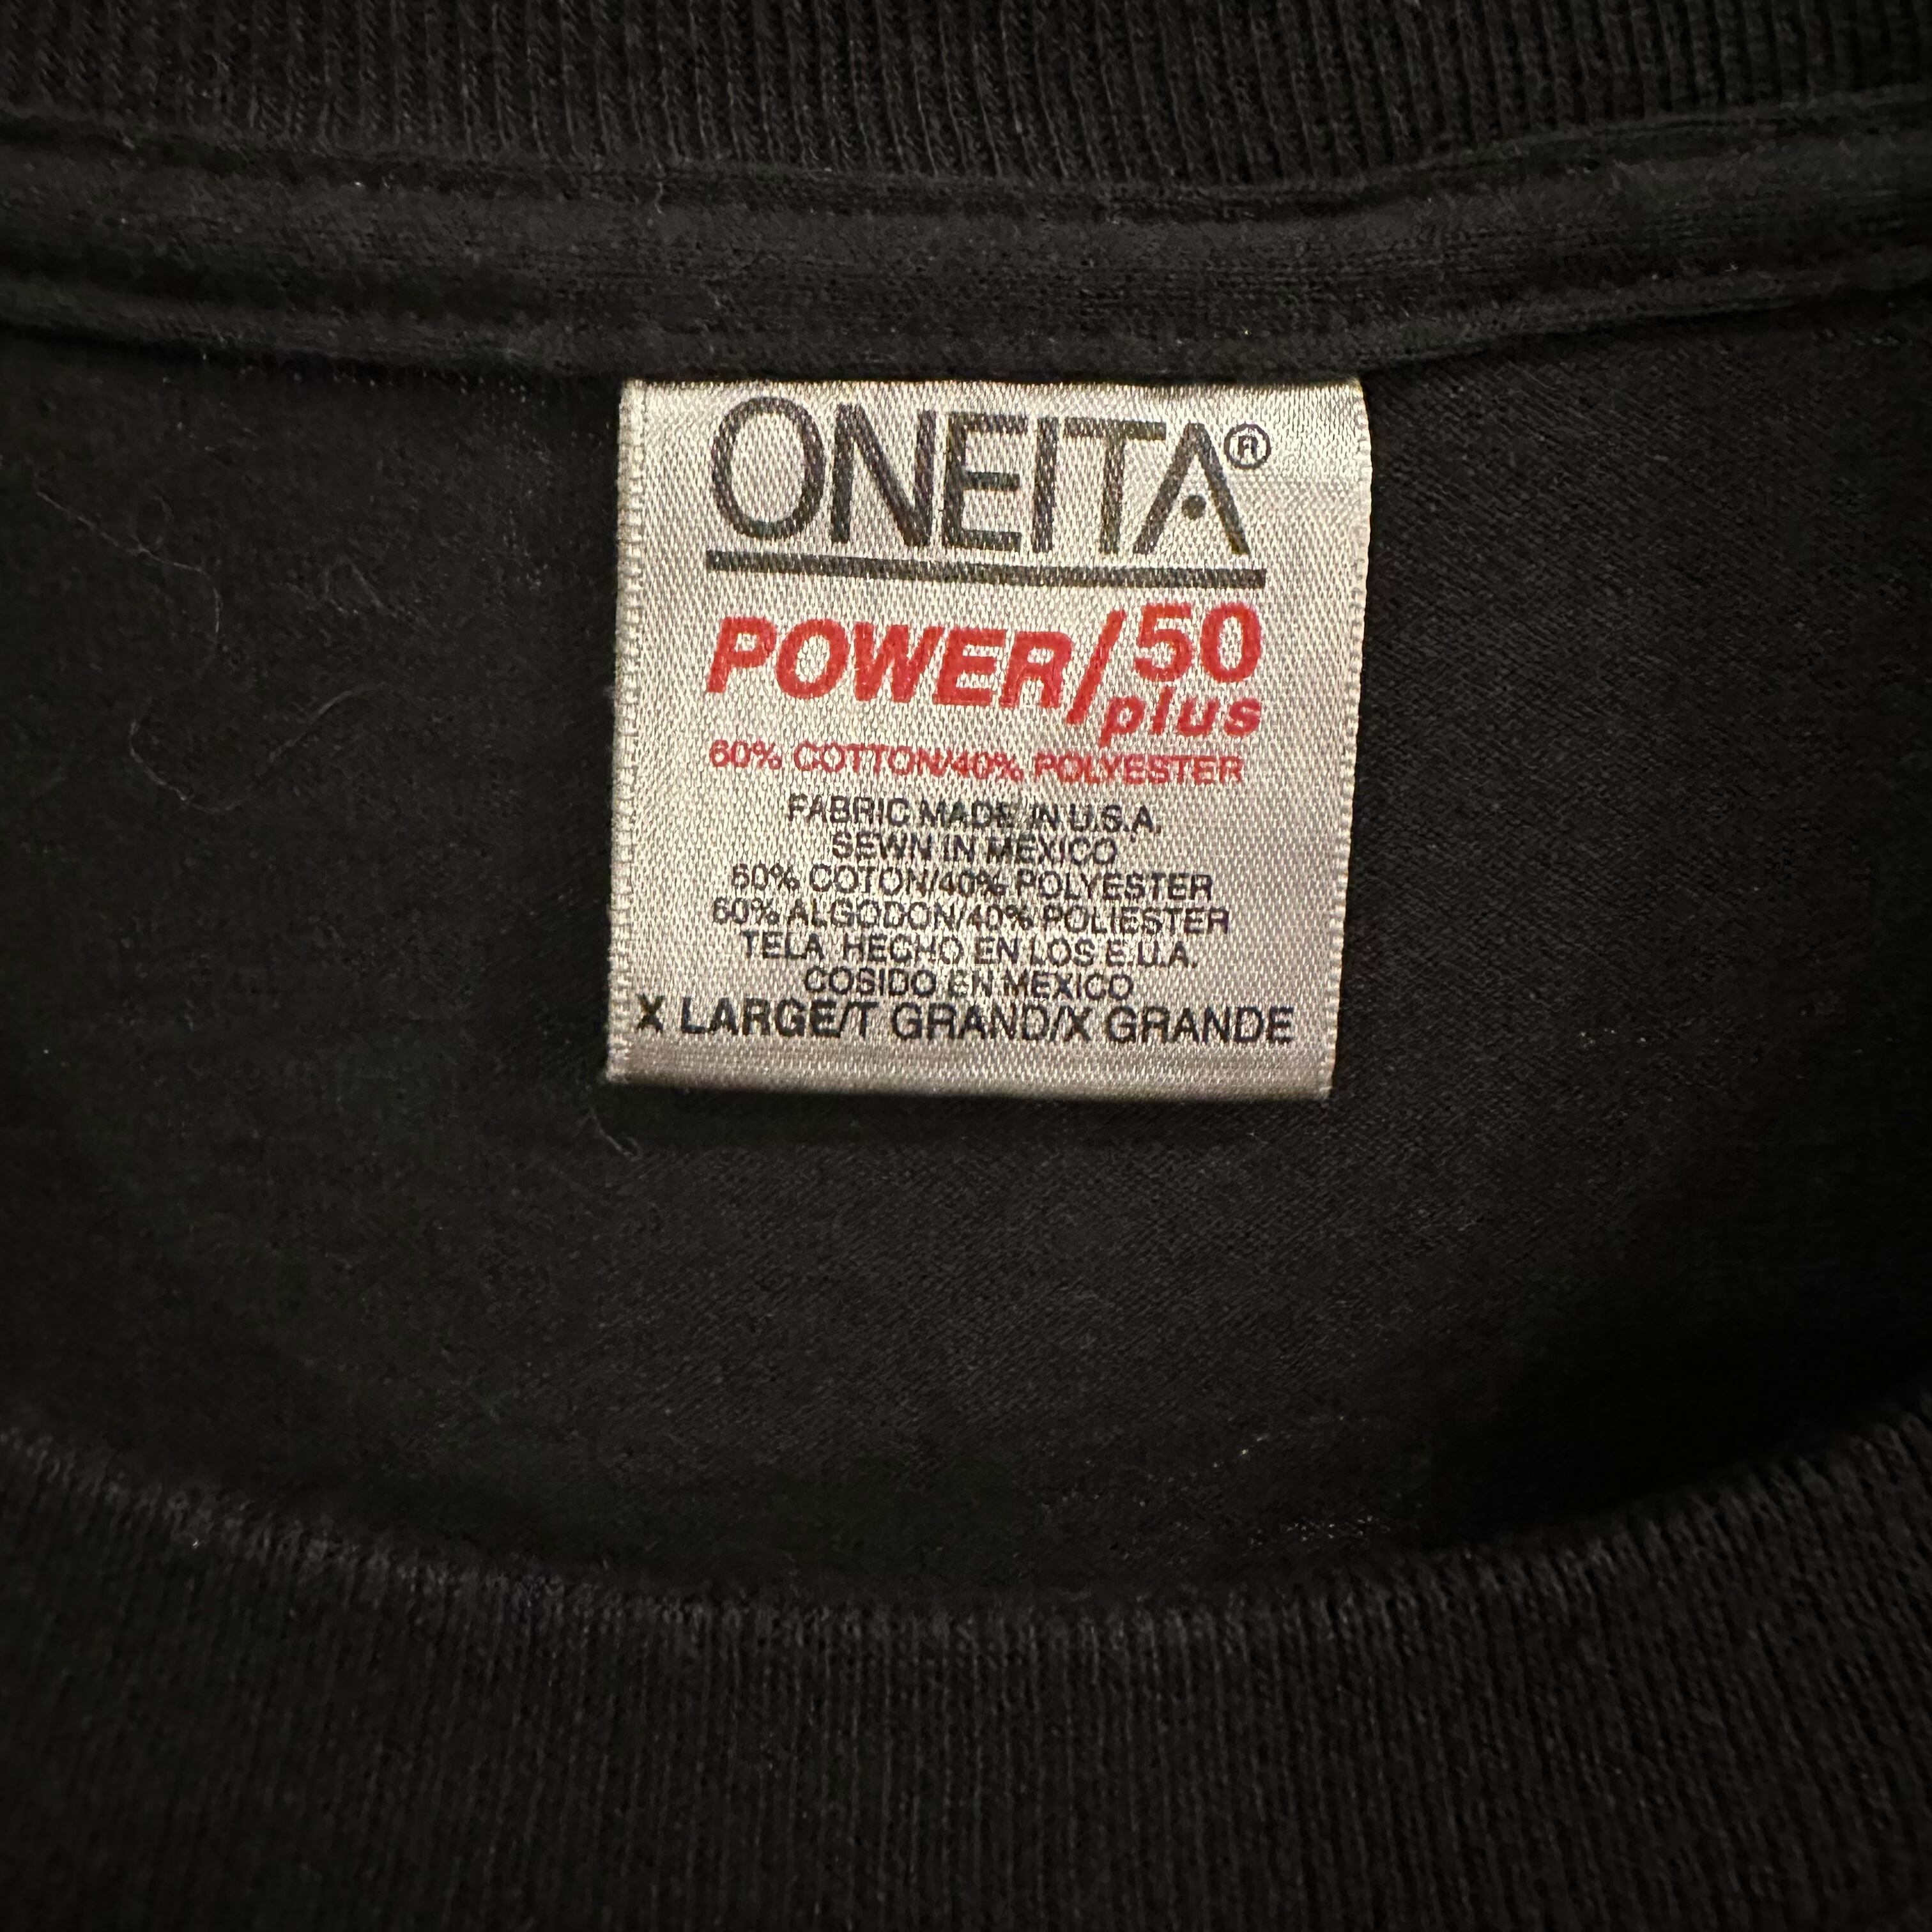 ONEITA®
POWER/50
plus
60% COTTON/40% POLYESTER
FABRIC MADE IN U.S.A.
SEWN IN MEXICO
60% COTON/40% POLYESTER
60% ALGODON/40% POLIESTER
TELA HECHO EN LOS E.U.A.
COSIDO EN MEXICO
X LARGE/T GRAND/X GRANDE